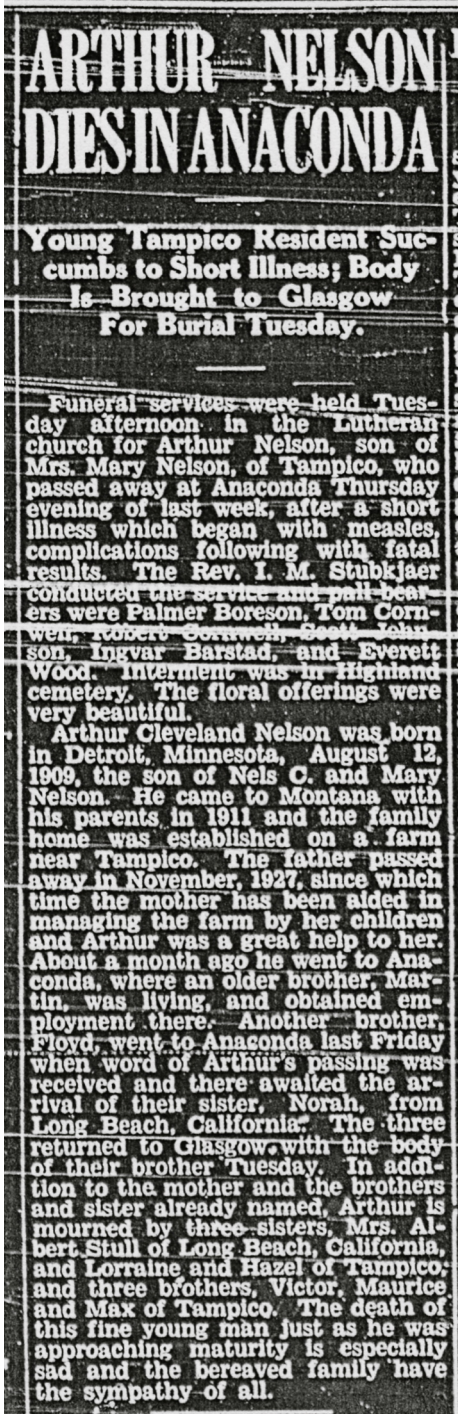 ARTHUR NELSON
DIES IN ANACONDA
Young Tampico Resident Suc-
cumbs to Short Illness; Body
Is Brought to Glasgow
For Burial Tuesday.
Funeral services were held Tues-
day afternoon in the Lutheran
church for Arthur Nelson, son of
Mrs. Mary Nelson, of Tampico, who
passed away at Anaconda Thursday
evening of last week, after a short
illness which began with measles,
complications following with fatal
results. The Rev. I. M. Stubkjaer
conducted the service and pall bear-
ers were Palmer Boreson, Tom Corn-
well, Robert Cornwell, Scott John-
son, Ingvar Barstad, and Everett
Wood. Interment was in Highland
cemetery. The floral offerings were
very beautiful.
Arthur Cleveland Nelson was born
in Detroit, Minnesota, August 12,
1909, the son of Nels C. and Mary
Nelson. He came to Montana with
his parents in 1911 and the family
home was established on a farm
near Tampico. The father passed
away in November, 1927, since which
time the mother has been aided in
managing the farm by her children
and Arthur was a great help to her.
About a month ago he went to Ana-
conda, where an older brother, Mar-
tin, was living, and obtained em-
ployment there. Another brother,
Floyd, went to Anaconda last Friday
when word of Arthur's passing was
received and there awaited the ar-
rival of their sister, Norah, from
Long Beach, California. The three
returned to Glasgow with the body
of their brother Tuesday. In addi-
tion to the mother and the brothers
and sister already named, Arthur is
mourned by three sisters, Mrs. Al-
bert Stull of Long Beach, California,
and Lorraine and Hazel of Tampico
and three brothers, Victor, Maurice
and Max of Tampico. The death of
this fine young man just as he was
approaching maturity is especially
sad and the bereaved family have
the sympathy of all.